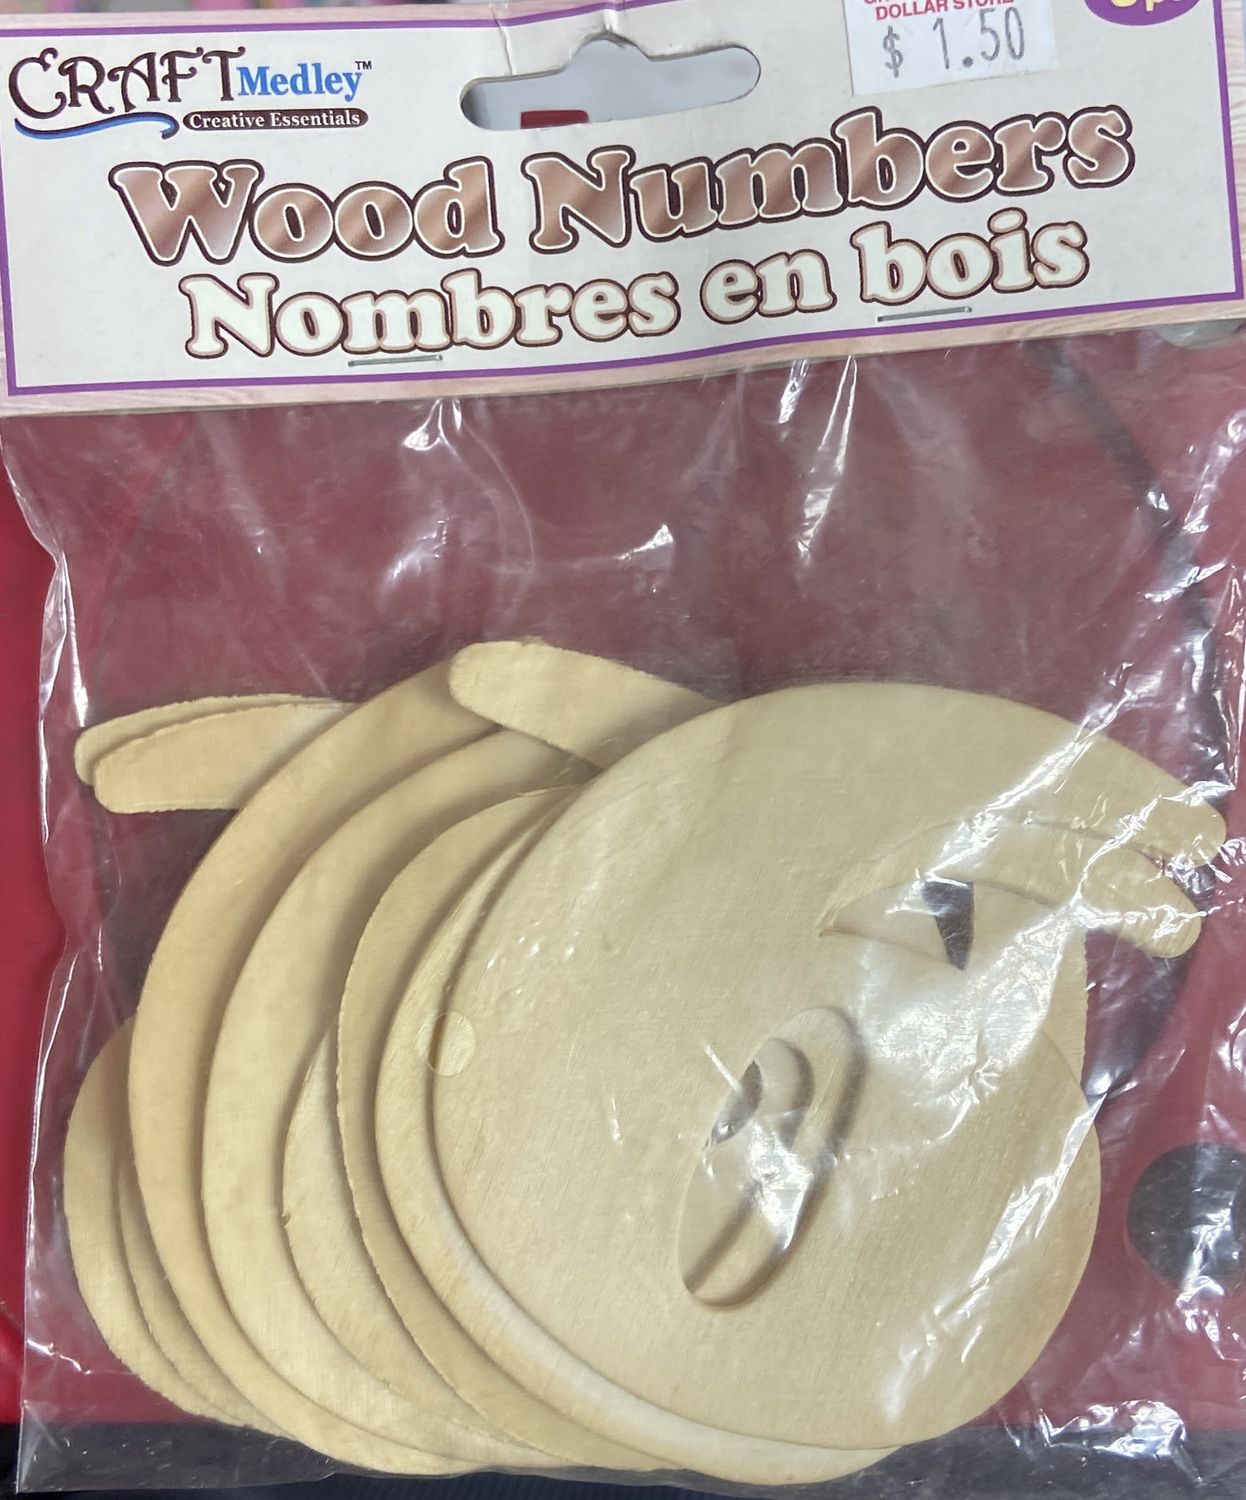 DOLLAR STORE
$ 1.50
CRAFT Medley™
Creative Essentials
Wood Numbers
Nombres en bois